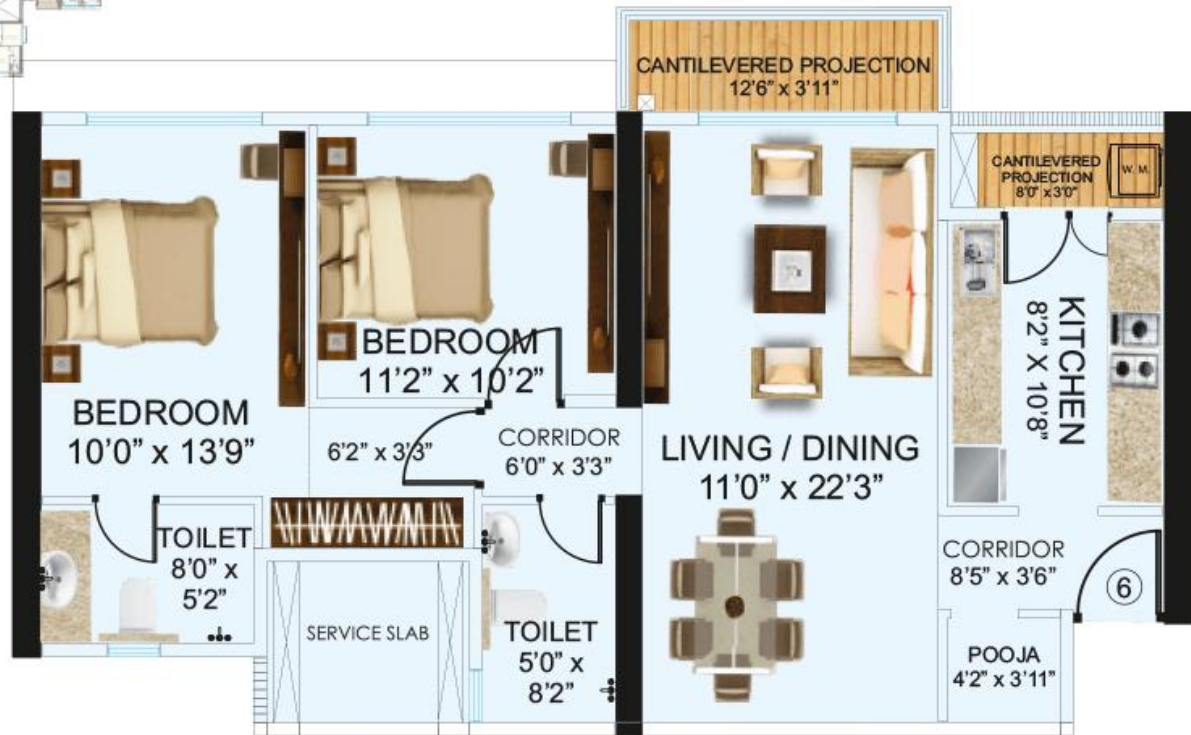 CANTILEVERED PROJECTION
12'6" x 3'11"
CANTILEVERED
PROJECTION
8'0" x 3'0"
W. M.
BEDROOM
11'2" x 10'2"
KITCHEN
8'2" X 10'8"
BEDROOM
10'0" x 13'9"
6'2" x 3'3"
CORRIDOR
6'0" x 3'3"
LIVING / DINING
11'0" x 22'3"
TOILET
8'0" x
5'2"
CORRIDOR
8'5" x 3'6"
6
SERVICE SLAB
TOILET
5'0" x
8'2"
POOJA
4'2" x 3'11"